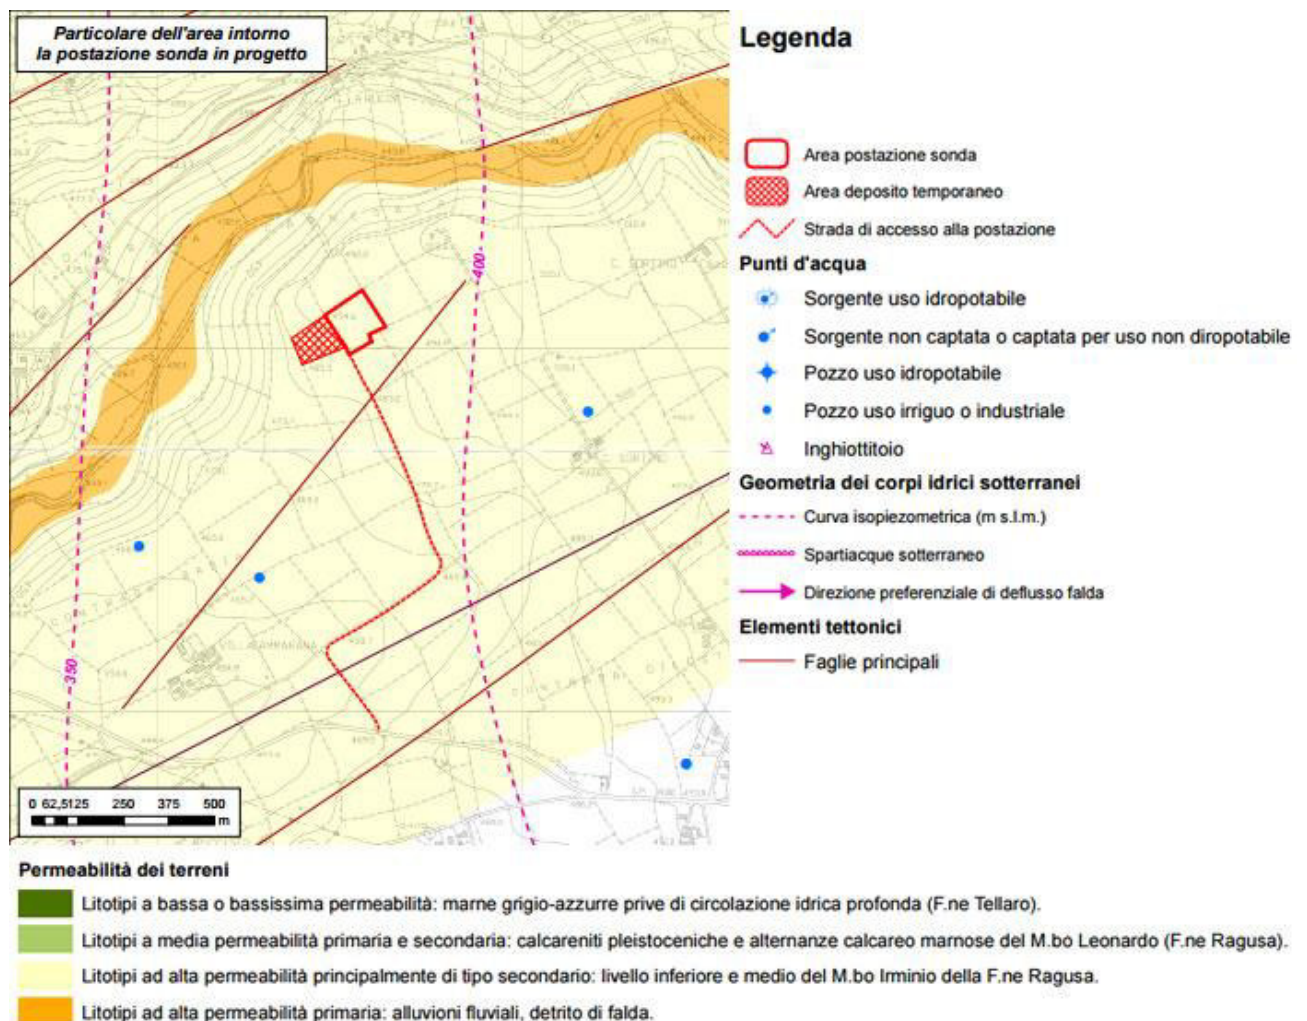 Particolare dell'area intorno
la postazione sonda in progetto
400
350
0 62,5125 250 375 500
m
Legenda
Area postazione sonda
Area deposito temporaneo
Strada di accesso alla postazione
Punti d'acqua
Sorgente uso idropotabile
Sorgente non captata o captata per uso non diropotabile
Pozzo uso idropotabile
Pozzo uso irriguo o industriale
Inghiottitoio
Geometria dei corpi idrici sotterranei
Curva isopiezometrica (m s.l.m.)
Spartiacque sotterraneo
Direzione preferenziale di deflusso falda
Elementi tettonici
Faglie principali
Permeabilità dei terreni
Litotipi a bassa o bassissima permeabilità: marne grigio-azzurre prive di circolazione idrica profonda (F.ne Tellaro).
Litotipi a media permeabilità primaria e secondaria: calcareniti pleistoceniche e alternanze calcareo marnose del M.bo Leonardo (F.ne Ragusa).
Litotipi ad alta permeabilità principalmente di tipo secondario: livello inferiore e medio del M.bo Irminio della F.ne Ragusa.
Litotipi ad alta permeabilità primaria: alluvioni fluviali, detrito di falda.